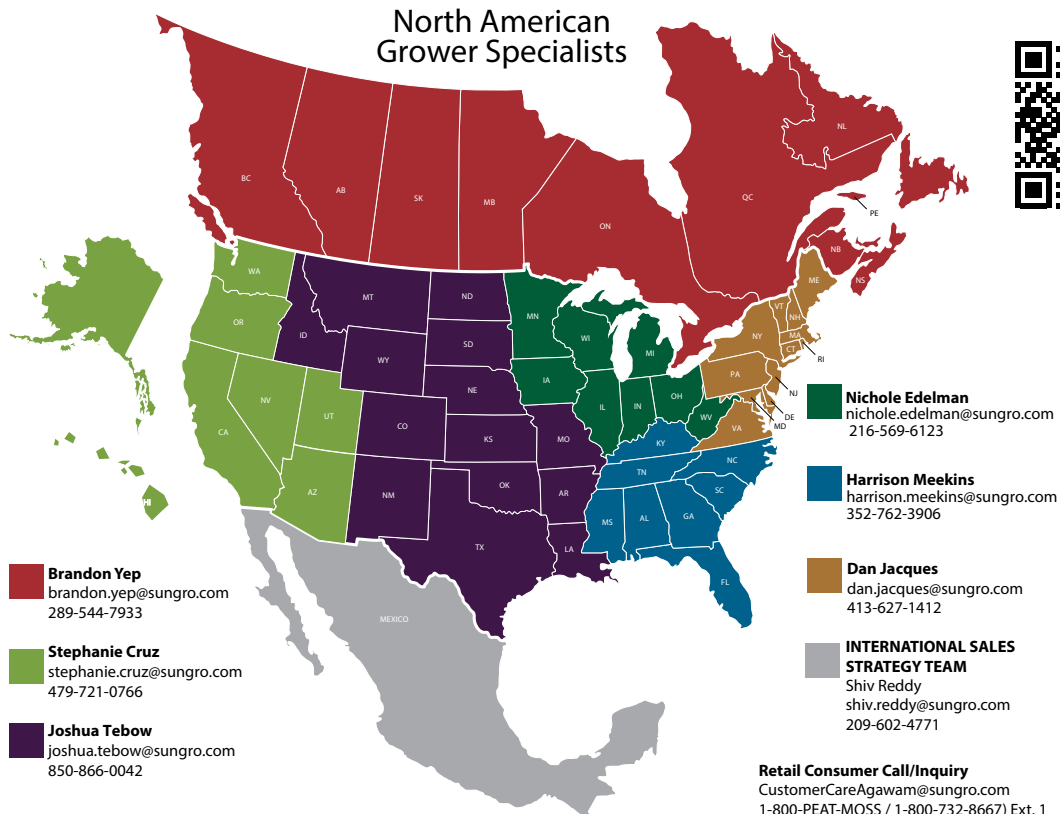 North American
Grower Specialists
NL
BC
AB
SK
MB
ON
QC
PE
NB
NS
WA
OR
ID
MT
ND
MN
WI
MI
ME
VT
NH
NY
MA
CT
RI
WY
SD
IA
PA
NJ
NV
UT
NE
IL
IN
OH
WV
DE
MD
VA
CA
CO
KS
MO
KY
NC
AZ
NM
OK
AR
TN
SC
HI
TX
LA
MS
AL
GA
FL
MEXICO
Nichole Edelman
nichole.edelman@sungro.com
216-569-6123
Harrison Meekins
harrison.meekins@sungro.com
352-762-3906
Dan Jacques
dan.jacques@sungro.com
413-627-1412
INTERNATIONAL SALES
STRATEGY TEAM
Shiv Reddy
shiv.reddy@sungro.com
209-602-4771
Brandon Yep
brandon.yep@sungro.com
289-544-7933
Stephanie Cruz
stephanie.cruz@sungro.com
479-721-0766
Joshua Tebow
joshua.tebow@sungro.com
850-866-0042
Retail Consumer Call/Inquiry
CustomerCareAgawam@sungro.com
1-800-PEAT-MOSS / 1-800-732-8667) Ext. 1